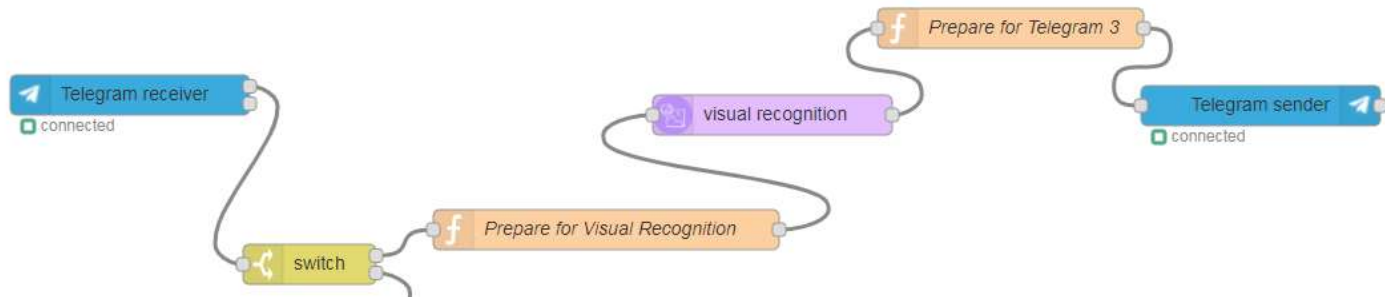 Prepare for Telegram 3
Telegram receiver
connected
visual recognition
Telegram sender
connected
Prepare for Visual Recognition
switch